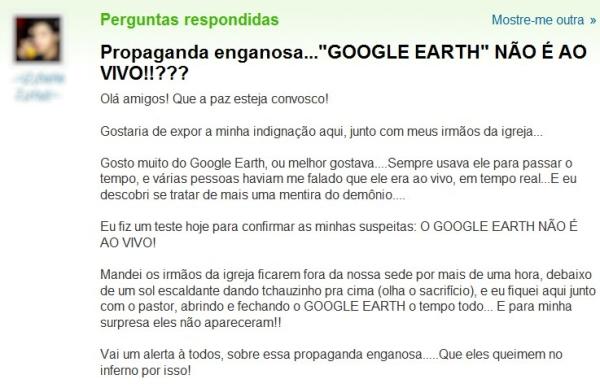 Perguntas respondidas
Mostre-me outra »
Propaganda enganosa..."GOOGLE EARTH" NÃO É AO
VIVO!!???
Olá amigos! Que a paz esteja convosco!
Gostaria de expor a minha indignação aqui, junto com meus irmãos da igreja...
Gosto muito do Google Earth, ou melhor gostava....Sempre usava ele para passar o
tempo, e várias pessoas haviam me falado que ele era ao vivo, em tempo real...E eu
descobri se tratar de mais uma mentira do demônio....
Eu fiz um teste hoje para confirmar as minhas suspeitas: O GOOGLE EARTH NÃO É
AO VIVO!
Mandei os irmãos da igreja ficarem fora da nossa sede por mais de uma hora, debaixo
de um sol escaldante dando tchauzinho pra cima (olha o sacrifício), e eu fiquei aqui junto
com o pastor, abrindo e fechando o GOOGLE EARTH o tempo todo... E para minha
surpresa eles não apareceram!!
Vai um alerta à todos, sobre essa propaganda enganosa.....Que eles queimem no
inferno por isso!